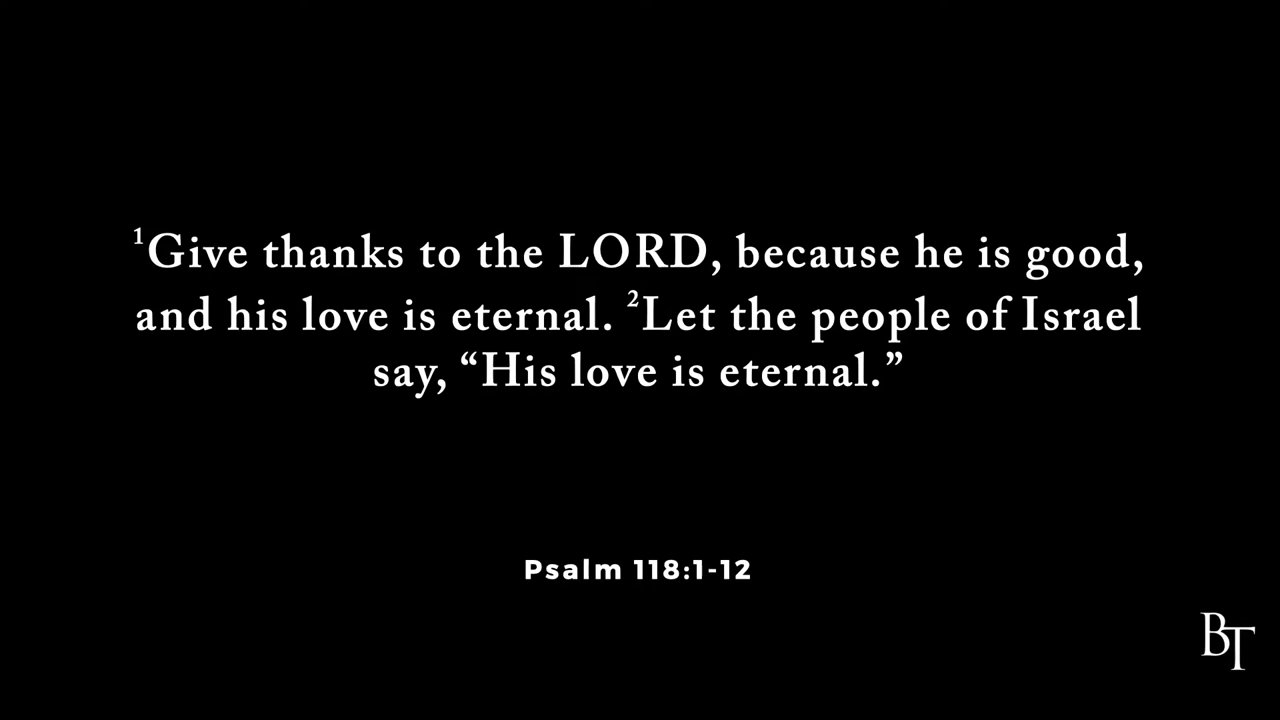 ¹Give thanks to the LORD, because he is good,
and his love is eternal. ²Let the people of Israel
say, “His love is eternal.”
Psalm 118:1-12
BT